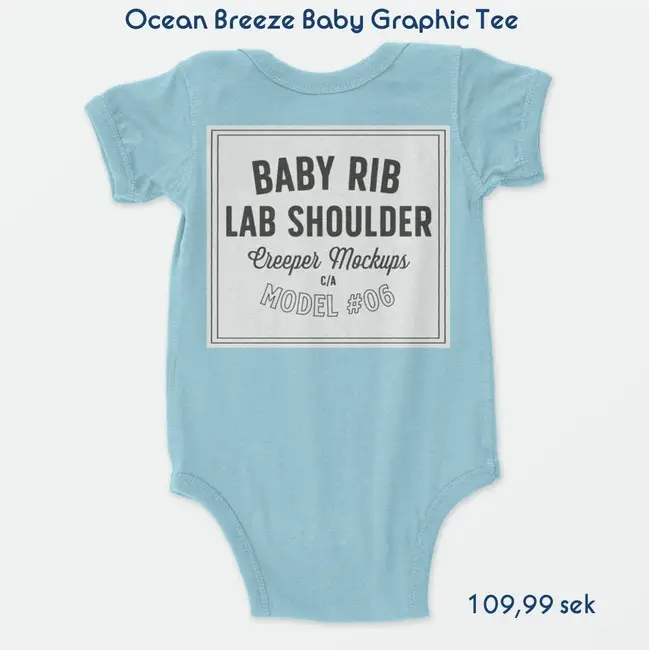 Ocean Breeze Baby Graphic Tee
BABY RIB
LAB SHOULDER
Creeper Mockups
C/A
MODEL #06
109,99 sek